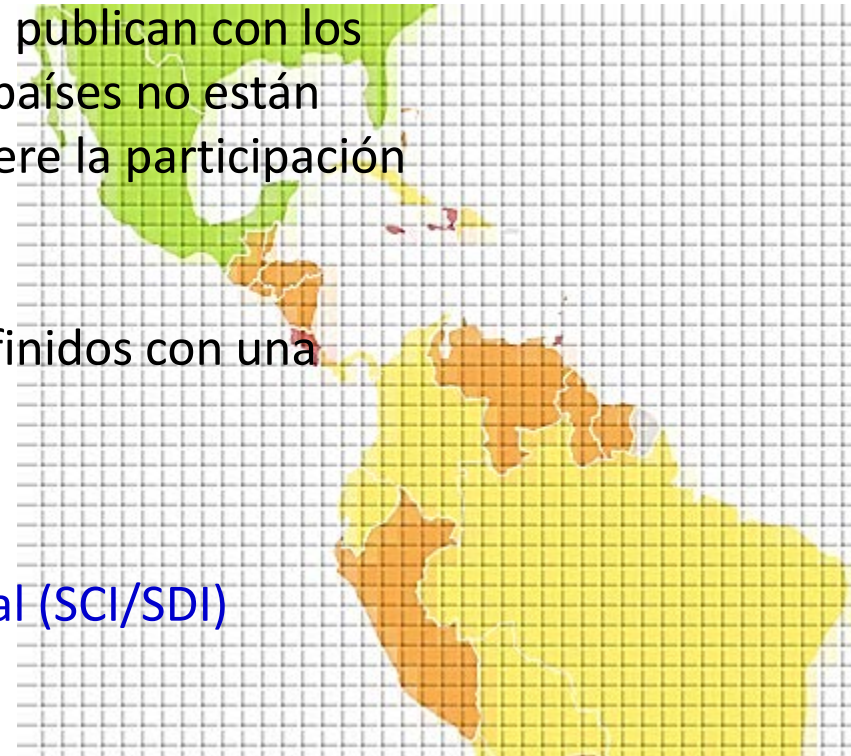 publican con los
países no están
ere la participación
finidos con una
al (SCI/SDI)